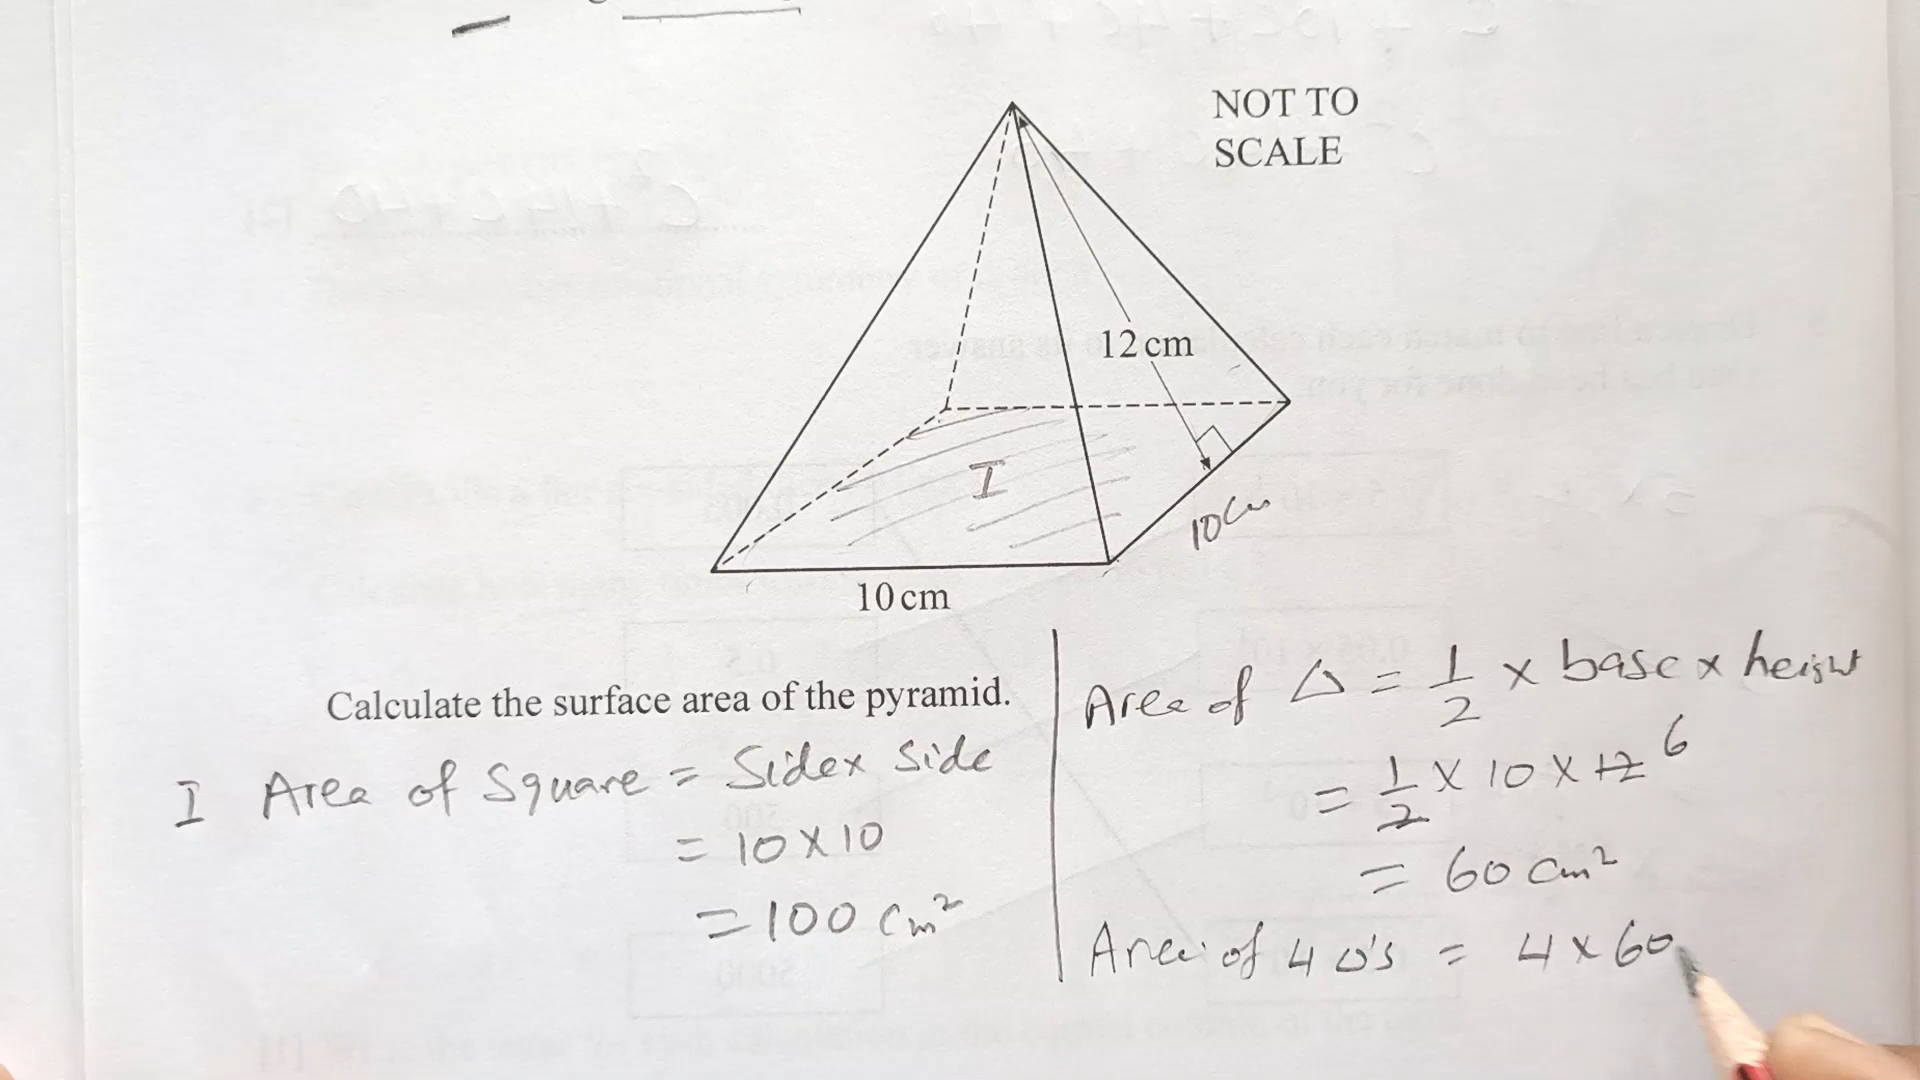 NOT TO
SCALE
12 cm
I
10cm
10 cm
Calculate the surface area of the pyramid.
I Area of Square = Side x Side
= 10 x 10
= 100 cm²
Area of △ = 1/2 x base x height
= 1/2 x 10 x 12 6
= 60 cm²
Area of 4 △'s = 4 x 60